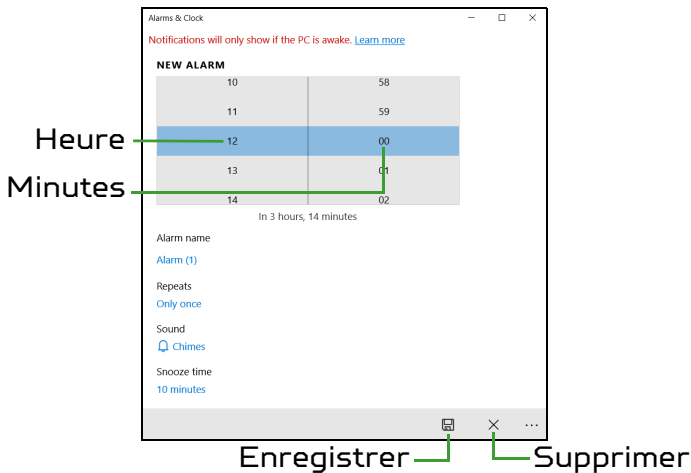 Alarms & Clock
Notifications will only show if the PC is awake. Learn more
NEW ALARM
10 58
11 59
Heure 12 00
13 01
Minutes
14 02
In 3 hours, 14 minutes
Alarm name
Alarm (1)
Repeats
Only once
Sound
Chimes
Snooze time
10 minutes
Enregistrer Supprimer